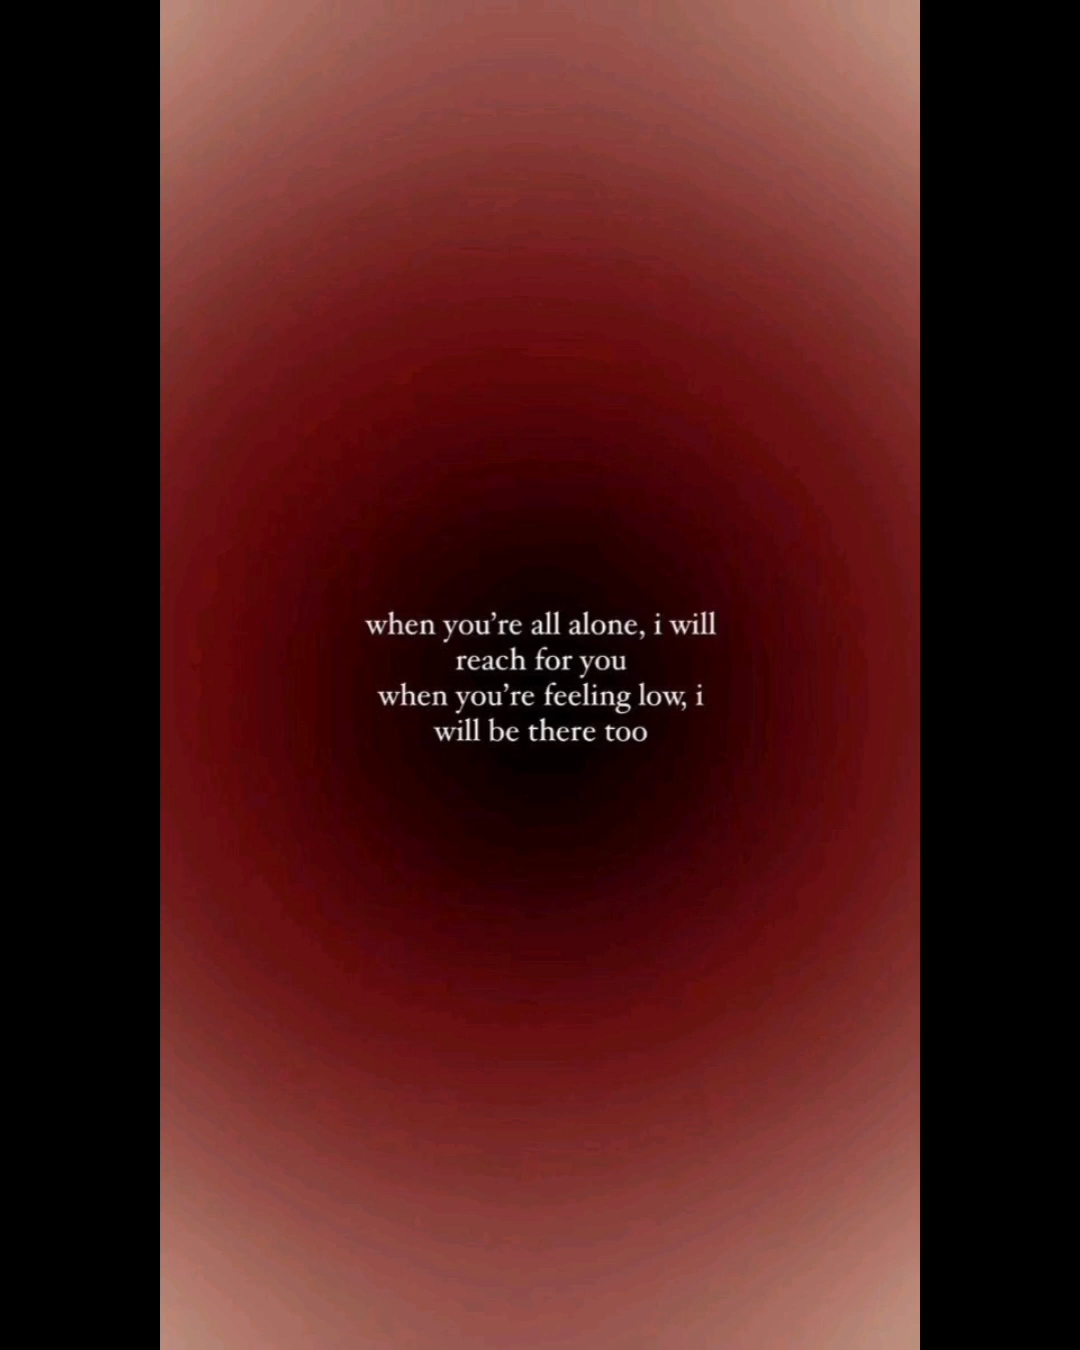 when you’re all alone, i will
reach for you
when you’re feeling low, i
will be there too